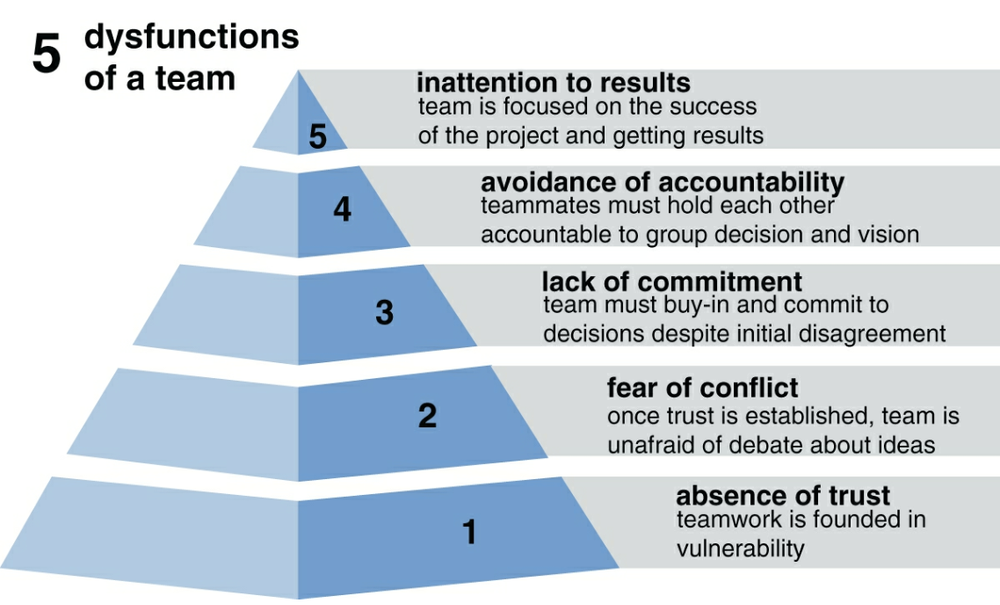 5
dysfunctions
of a team
inattention to results
team is focused on the success
of the project and getting results
5
avoidance of accountability
teammates must hold each other
accountable to group decision and vision
4
lack of commitment
team must buy-in and commit to
decisions despite initial disagreement
3
fear of conflict
once trust is established, team is
unafraid of debate about ideas
2
absence of trust
teamwork is founded in
vulnerability
1